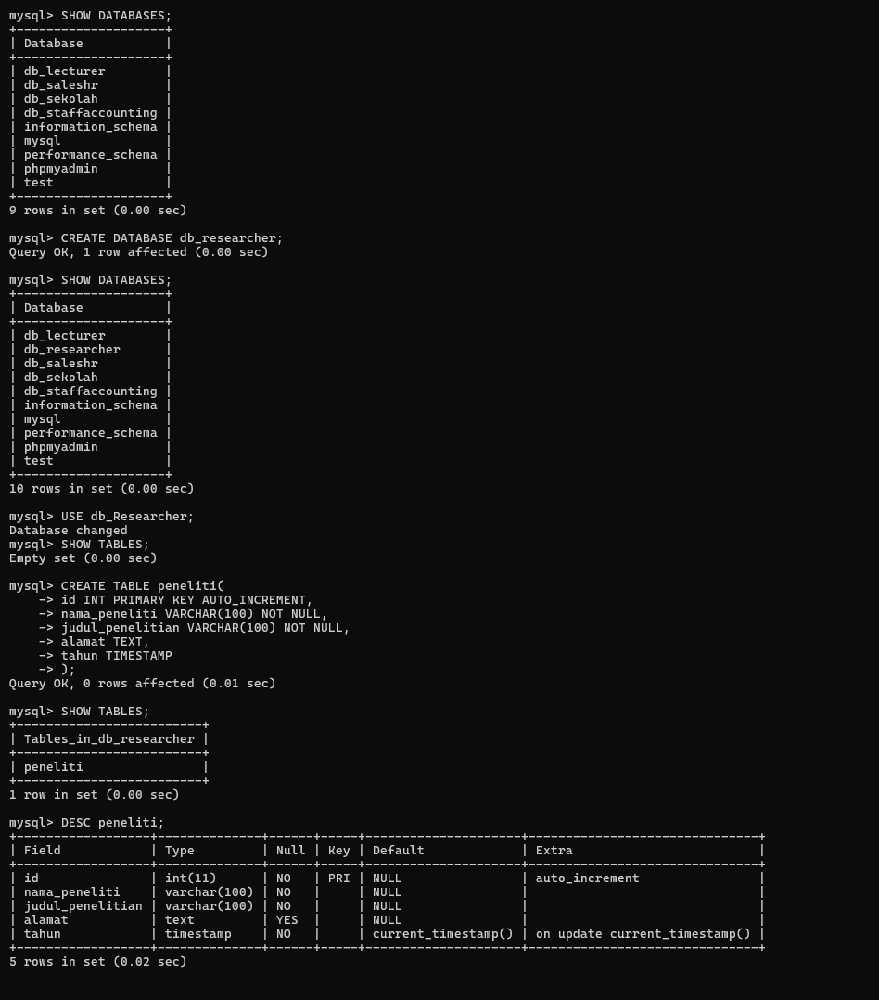 mysql> SHOW DATABASES;
+--------------------+
| Database           |
+--------------------+
| db_lecturer        |
| db_saleshr         |
| db_sekolah         |
| db_staffaccounting |
| information_schema |
| mysql              |
| performance_schema |
| phpmyadmin         |
| test               |
+--------------------+
9 rows in set (0.00 sec)

mysql> CREATE DATABASE db_researcher;
Query OK, 1 row affected (0.00 sec)

mysql> SHOW DATABASES;
+--------------------+
| Database           |
+--------------------+
| db_lecturer        |
| db_researcher      |
| db_saleshr         |
| db_sekolah         |
| db_staffaccounting |
| information_schema |
| mysql              |
| performance_schema |
| phpmyadmin         |
| test               |
+--------------------+
10 rows in set (0.00 sec)

mysql> USE db_Researcher;
Database changed
mysql> SHOW TABLES;
Empty set (0.00 sec)

mysql> CREATE TABLE peneliti(
    -> id INT PRIMARY KEY AUTO_INCREMENT,
    -> nama_peneliti VARCHAR(100) NOT NULL,
    -> judul_penelitian VARCHAR(100) NOT NULL,
    -> alamat TEXT,
    -> tahun TIMESTAMP
    -> );
Query OK, 0 rows affected (0.01 sec)

mysql> SHOW TABLES;
+-------------------------+
| Tables_in_db_researcher |
+-------------------------+
| peneliti                |
+-------------------------+
1 row in set (0.00 sec)

mysql> DESC peneliti;
+------------------+--------------+------+-----+---------------------+-------------------------------+
| Field            | Type         | Null | Key | Default             | Extra                         |
+------------------+--------------+------+-----+---------------------+-------------------------------+
| id               | int(11)      | NO   | PRI | NULL                | auto_increment                |
| nama_peneliti    | varchar(100) | NO   |     | NULL                |                               |
| judul_penelitian | varchar(100) | NO   |     | NULL                |                               |
| alamat           | text         | YES  |     | NULL                |                               |
| tahun            | timestamp    | NO   |     | current_timestamp() | on update current_timestamp() |
+------------------+--------------+------+-----+---------------------+-------------------------------+
5 rows in set (0.02 sec)